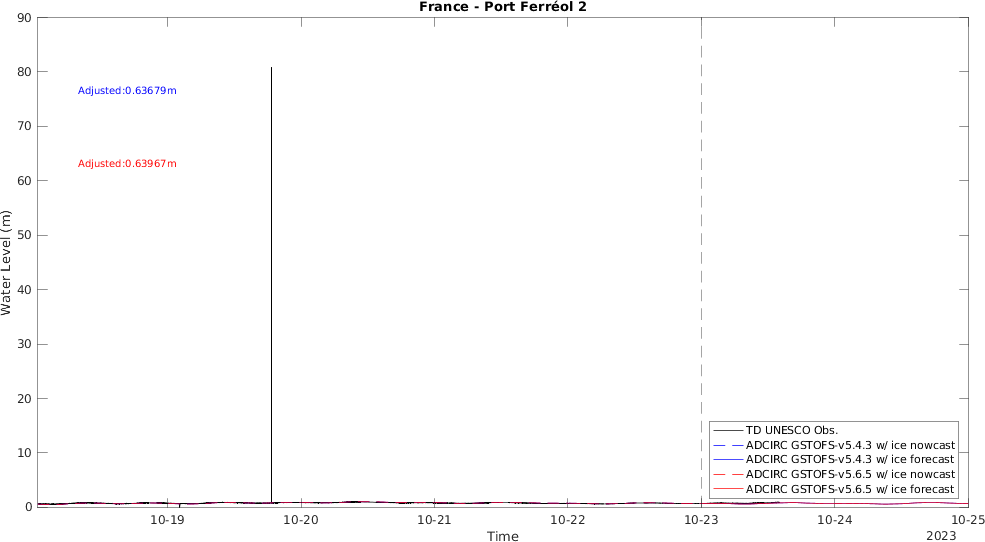 France - Port Ferréol 2
90
80
70
60
50
40
30
20
10
0
Water Level (m)
Adjusted:0.63679m
Adjusted:0.63967m
TD UNESCO Obs.
ADCIRC GSTOFS-v5.4.3 w/ ice nowcast
ADCIRC GSTOFS-v5.4.3 w/ ice forecast
ADCIRC GSTOFS-v5.6.5 w/ ice nowcast
ADCIRC GSTOFS-v5.6.5 w/ ice forecast
10-19 10-20 10-21 10-22 10-23 10-24 10-25
Time
2023